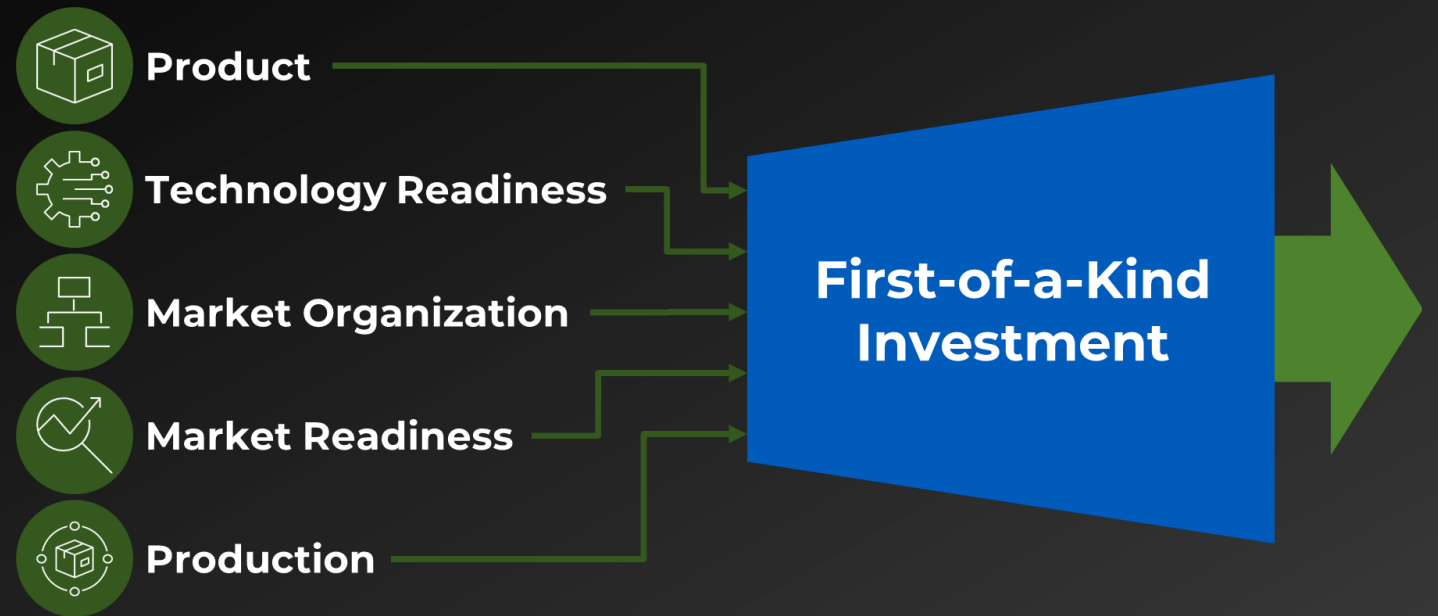 Product
Technology Readiness
Market Organization
Market Readiness
Production
First-of-a-Kind
Investment